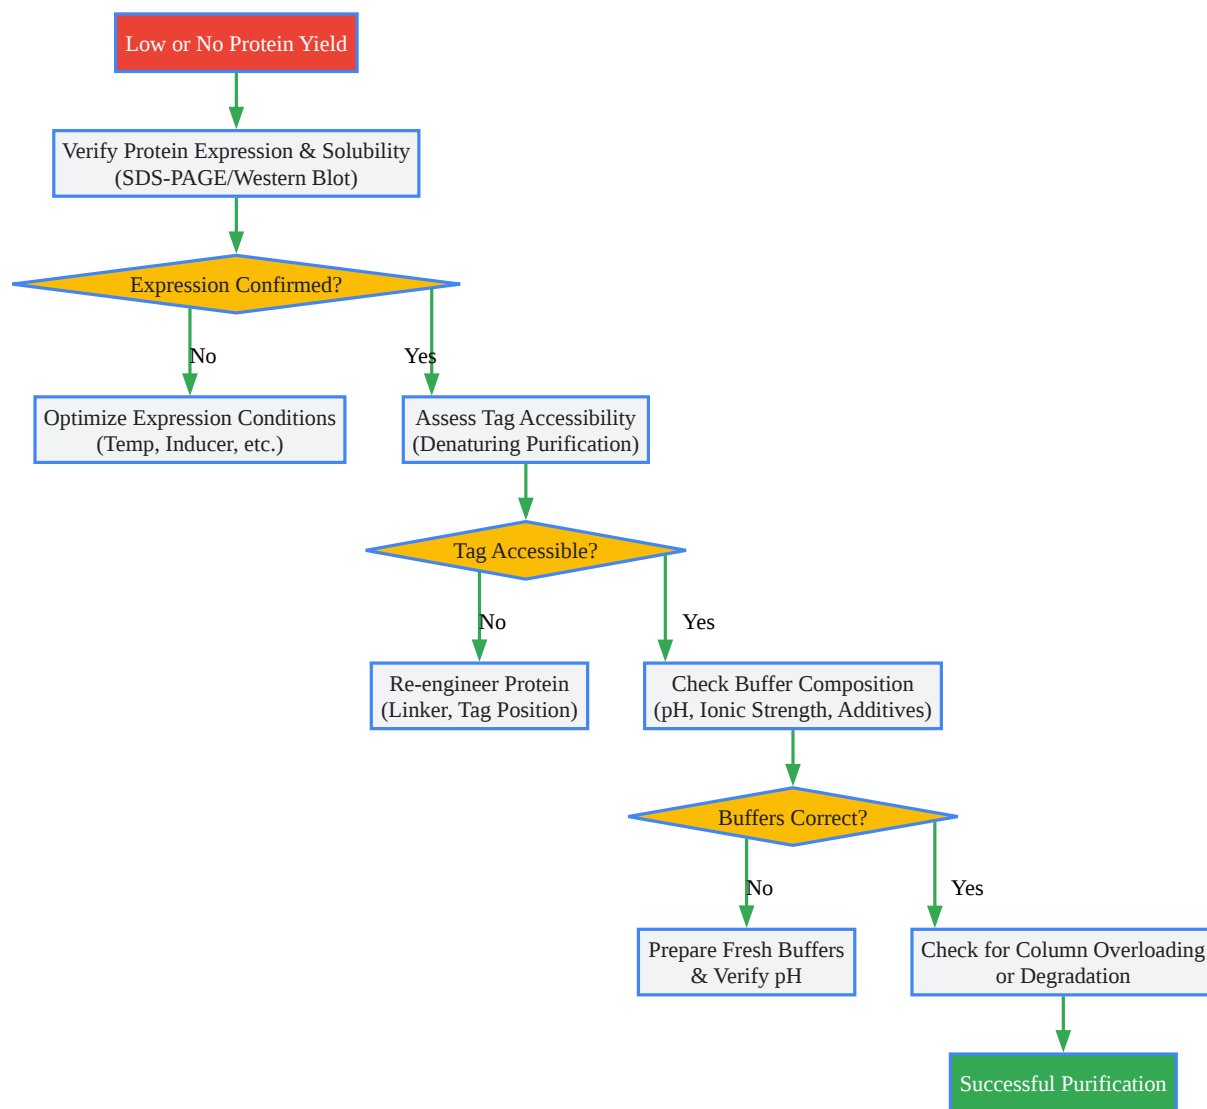 Low or No Protein Yield
Verify Protein Expression & Solubility
(SDS-PAGE/Western Blot)
Expression Confirmed?
No
Yes
Optimize Expression Conditions
(Temp, Inducer, etc.)
Assess Tag Accessibility
(Denaturing Purification)
Tag Accessible?
No
Yes
Re-engineer Protein
(Linker, Tag Position)
Check Buffer Composition
(pH, Ionic Strength, Additives)
Buffers Correct?
No
Yes
Prepare Fresh Buffers
& Verify pH
Check for Column Overloading
or Degradation
Successful Purification